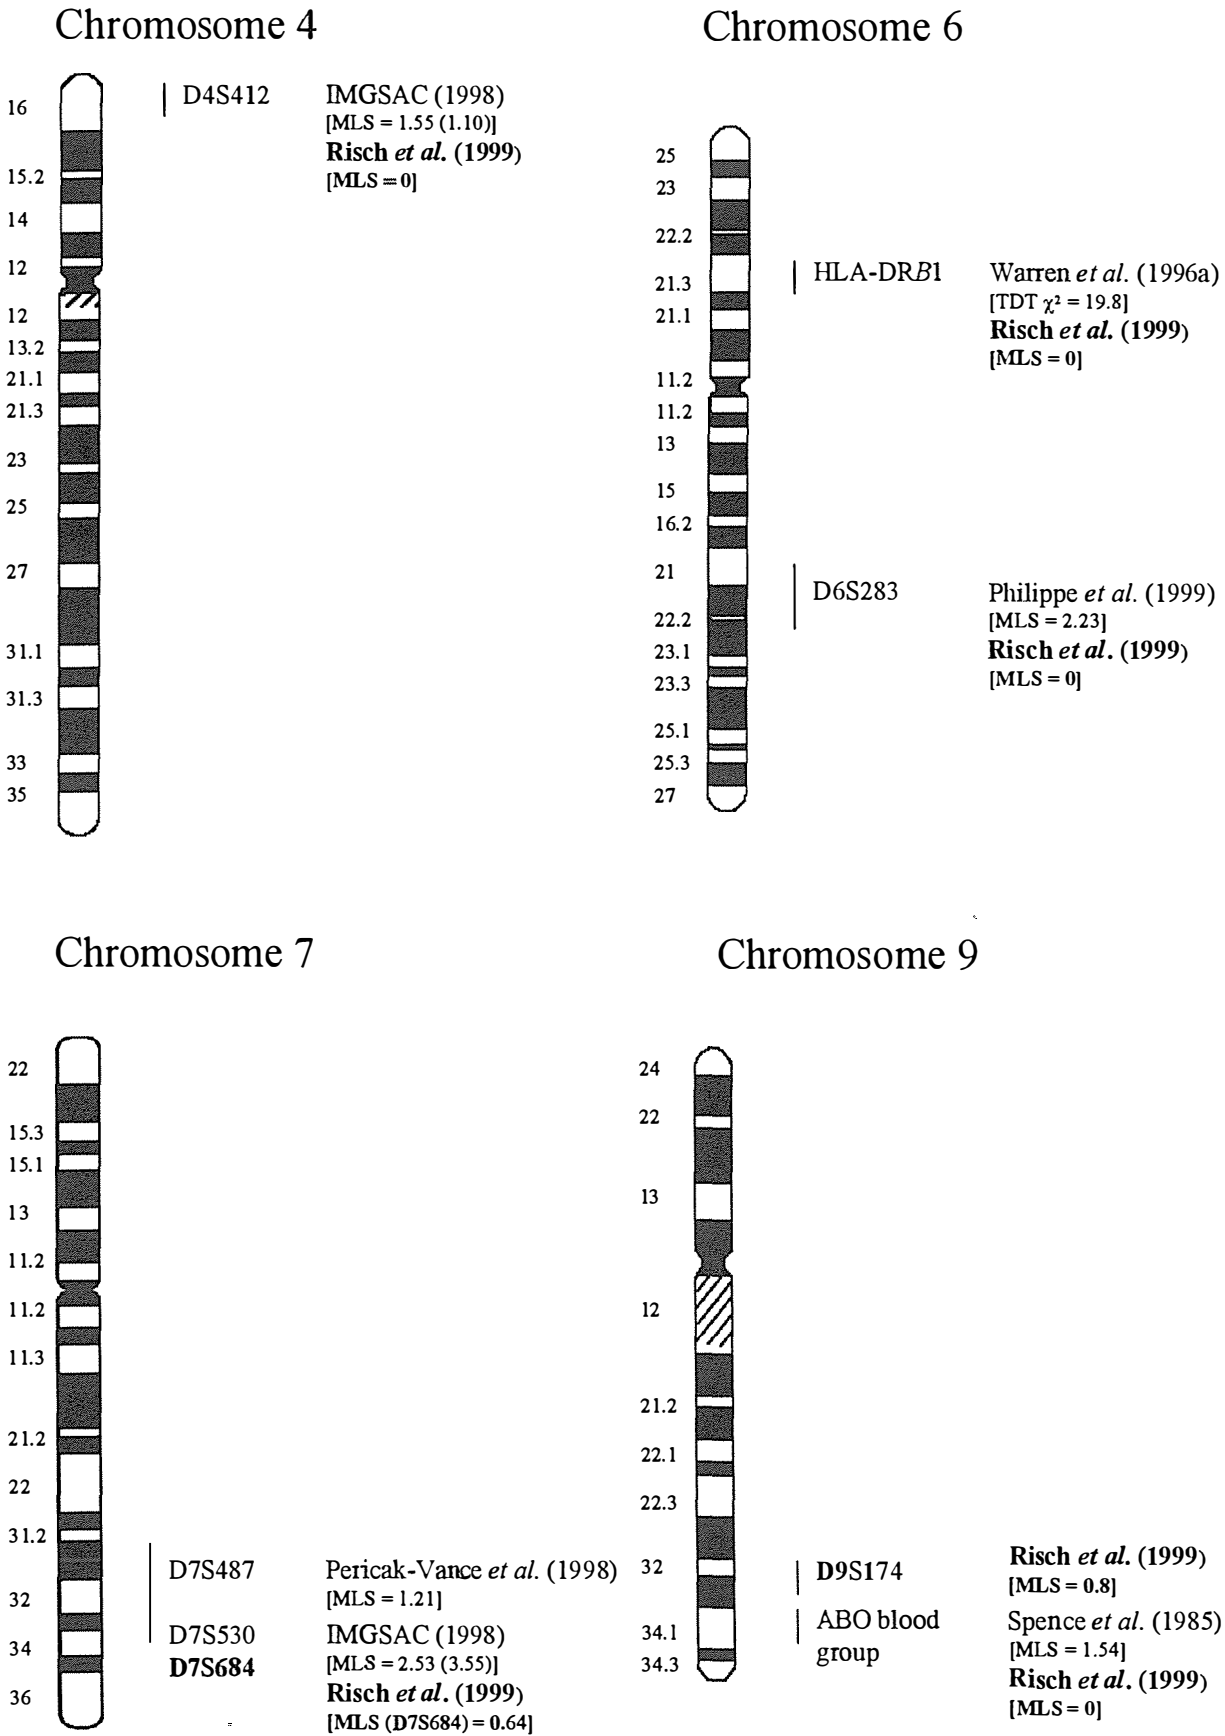 Chromosome 4
16
15.2
14
12
12
13.2
21.1
21.3
23
25
27
31.1
31.3
33
35
D4S412
IMGSAC (1998)
[MLS = 1.55 (1.10)]
Risch et al. (1999)
[MLS = 0]
Chromosome 6
25
23
22.2
21.3
21.1
11.2
11.2
13
15
16.2
21
22.2
23.1
23.3
25.1
25.3
27
HLA-DRB1
Warren et al. (1996a)
[TDT χ² = 19.8]
Risch et al. (1999)
[MLS = 0]
D6S283
Philippe et al. (1999)
[MLS = 2.23]
Risch et al. (1999)
[MLS = 0]
Chromosome 7
22
15.3
15.1
13
11.2
11.2
11.3
21.2
22
31.2
32
34
36
D7S487
Pericak-Vance et al. (1998)
[MLS = 1.21]
D7S530
D7S684
IMGSAC (1998)
[MLS = 2.53 (3.55)]
Risch et al. (1999)
[MLS (D7S684) = 0.64]
Chromosome 9
24
22
13
12
21.2
22.1
22.3
32
34.1
34.3
D9S174
Risch et al. (1999)
[MLS = 0.8]
ABO blood
group
Spence et al. (1985)
[MLS = 1.54]
Risch et al. (1999)
[MLS = 0]